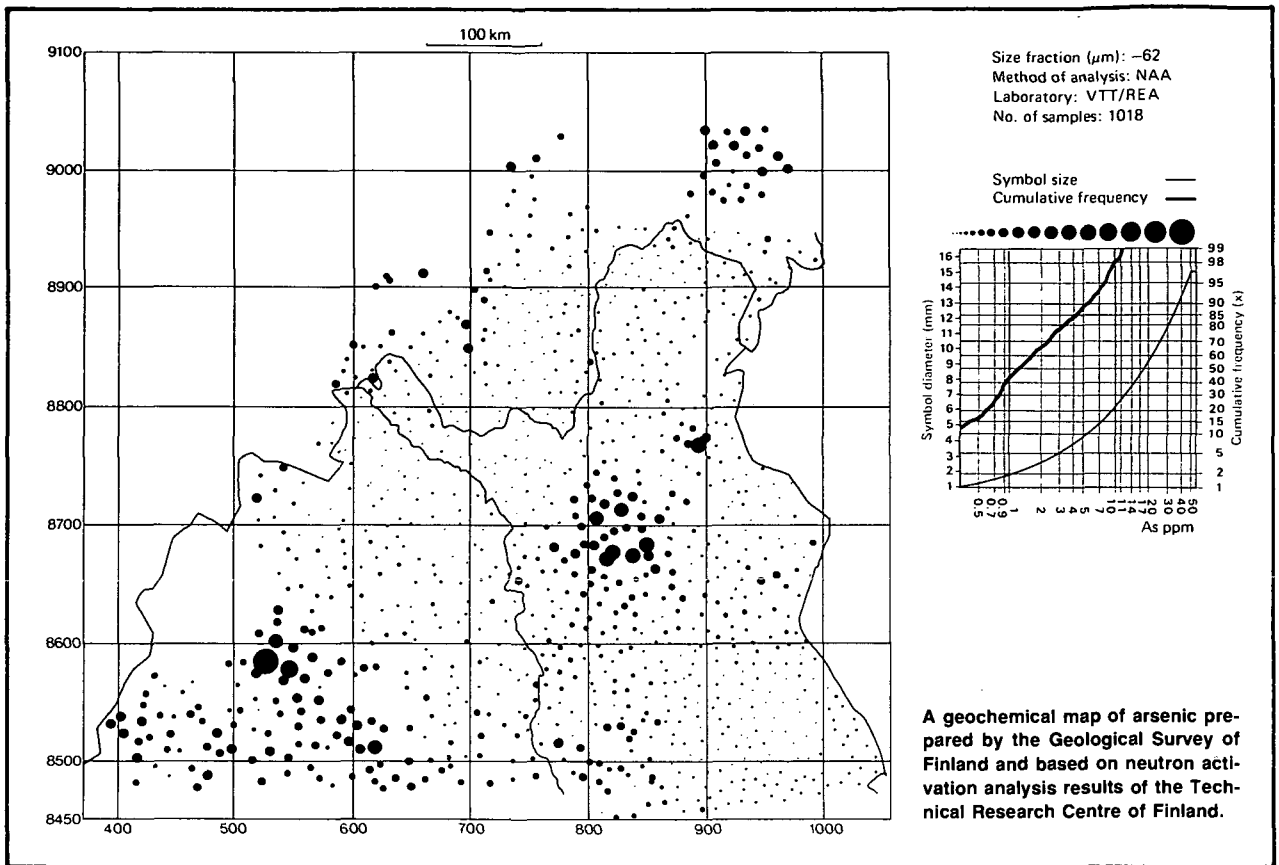 100 km
9100
9000
8900
8800
8700
8600
8500
8450
400 500 600 700 800 900 1000
Size fraction (μm): −62
Method of analysis: NAA
Laboratory: VTT/REA
No. of samples: 1018
Symbol size
Cumulative frequency
Symbol diameter (mm)
16
15
14
13
12
11
10
9
8
7
6
5
4
3
2
1
99
98
95
90
85
80
70
60
50
40
30
20
15
10
5
2
1
Cumulative frequency (x)
0.5 0.7 0.9 1 2 3 4 5 7 10 11 14 17 20 30 40 50
As ppm
A geochemical map of arsenic pre-
pared by the Geological Survey of
Finland and based on neutron acti-
vation analysis results of the Tech-
nical Research Centre of Finland.